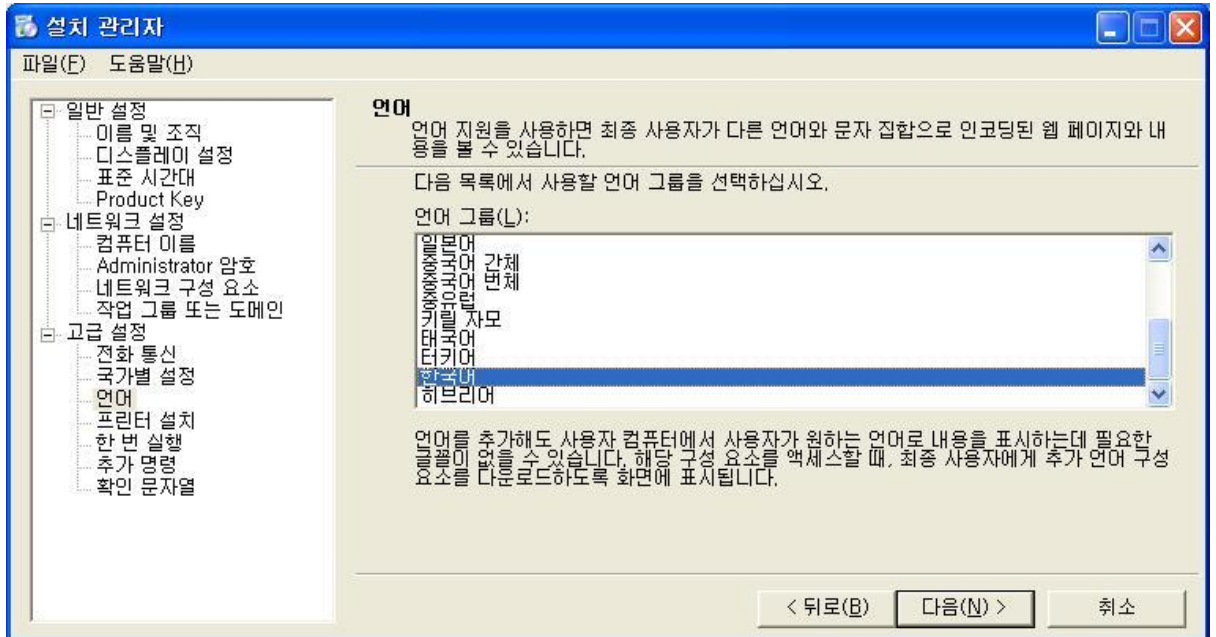 설치 관리자
파일(F) 도움말(H)
일반 설정
이름 및 조직
디스플레이 설정
표준 시간대
Product Key
네트워크 설정
컴퓨터 이름
Administrator 암호
네트워크 구성 요소
작업 그룹 또는 도메인
고급 설정
전화 통신
국가별 설정
언어
프린터 설치
한 번 실행
추가 명령
확인 문자열
언어
언어 지원을 사용하면 최종 사용자가 다른 언어와 문자 집합으로 인코딩된 웹 페이지와 내
용을 볼 수 있습니다.
다음 목록에서 사용할 언어 그룹을 선택하십시오.
언어 그룹(L):
일본어
중국어 간체
중국어 번체
중유럽
키릴 자모
태국어
터키어
한국어
히브리어
언어를 추가해도 사용자 컴퓨터에서 사용자가 원하는 언어로 내용을 표시하는데 필요한
글꼴이 없을 수 있습니다. 해당 구성 요소를 액세스할 때, 최종 사용자에게 추가 언어 구성
요소를 다운로드하도록 화면에 표시됩니다.
< 뒤로(B) 다음(N) > 취소